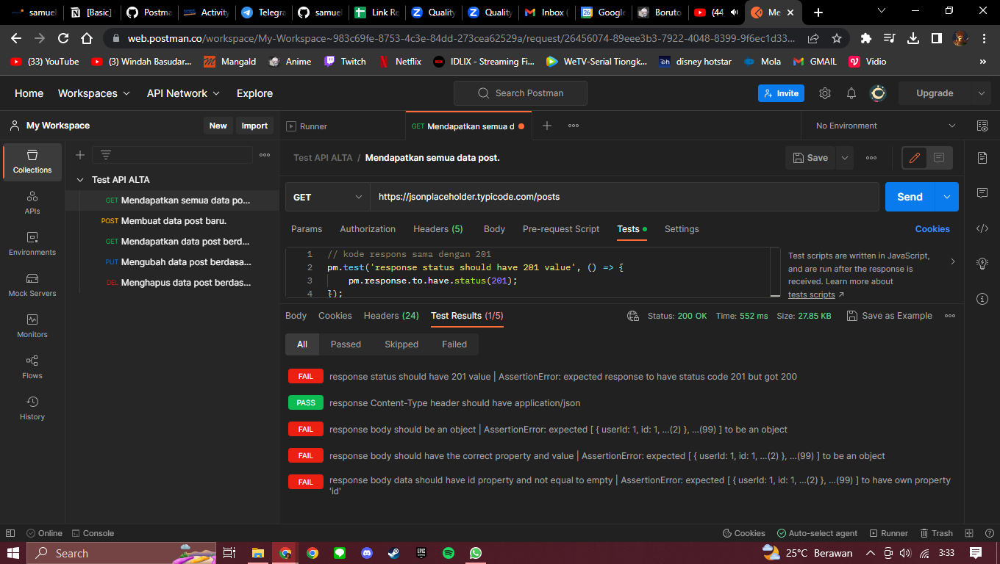 samuel
[Basic]
Postma
Activity
Telegra
samuel
Link Re
Quality
Quality
Inbox (
Google
Boruto
(44
Me
web.postman.co/workspace/My-Workspace~983c69fe-8753-4c3e-84dd-273cea62529a/request/26456074-89eee3b3-7922-4048-8399-9f6ec1d33...
(33) YouTube
(3) Windah Basudar...
Mangald
Anime
Twitch
Netflix
IDLIX - Streaming Fi...
WeTV-Serial Tiongk...
disney hotstar
Mola
GMAIL
Vidio
»
Home
Workspaces
API Network
Explore
Search Postman
Invite
Upgrade
My Workspace
New
Import
Runner
GET Mendapatkan semua d
No Environment
Collections
APIs
Environments
Mock Servers
Monitors
Flows
History
Test API ALTA
GET Mendapatkan semua data po...
POST Membuat data post baru.
GET Mendapatkan data post berd...
PUT Mengubah data post berdasa...
DEL Menghapus data post berdas...
Test API ALTA / Mendapatkan semua data post.
Save
GET
https://jsonplaceholder.typicode.com/posts
Send
Params
Authorization
Headers (5)
Body
Pre-request Script
Tests
Settings
Cookies
1 // kode respons sama dengan 201
2 pm.test('response status should have 201 value', () => {
3 pm.response.to.have.status(201);
4 });
Test scripts are written in JavaScript,
and are run after the response is
received. Learn more about
tests scripts ↗
Body
Cookies
Headers (24)
Test Results (1/5)
Status: 200 OK
Time: 552 ms
Size: 27.85 KB
Save as Example
All
Passed
Skipped
Failed
FAIL response status should have 201 value | AssertionError: expected response to have status code 201 but got 200
PASS response Content-Type header should have application/json
FAIL response body should be an object | AssertionError: expected [ { userId: 1, id: 1, ...(2) }, ...(99) ] to be an object
FAIL response body should have the correct property and value | AssertionError: expected [ { userId: 1, id: 1, ...(2) }, ...(99) ] to be an object
FAIL response body data should have id property and not equal to empty | AssertionError: expected [ { userId: 1, id: 1, ...(2) }, ...(99) ] to have own property
'id'
Online
Console
Cookies
Auto-select agent
Runner
Trash
Search
EPIC
25°C Berawan
3:33